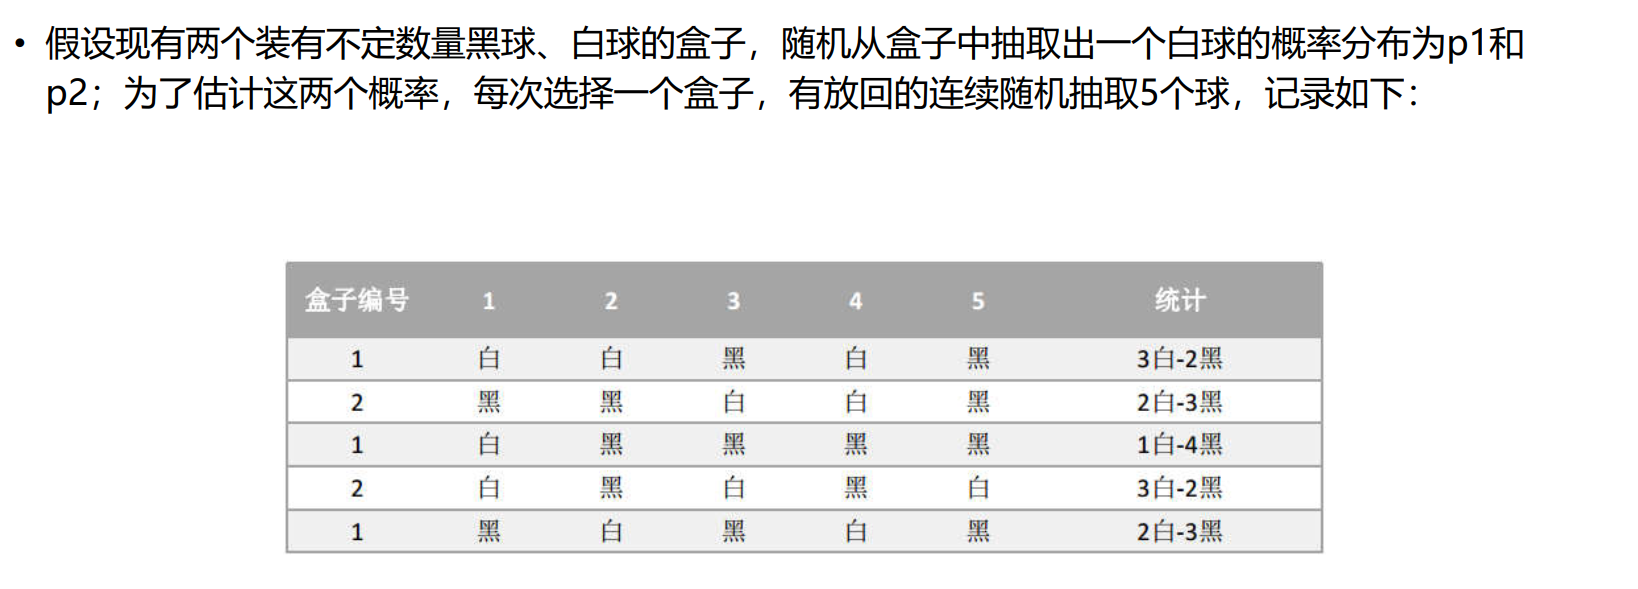 • 假设现有两个装有不定数量黑球、白球的盒子，随机从盒子中抽取出一个白球的概率分布为p1和
p2；为了估计这两个概率，每次选择一个盒子，有放回的连续随机抽取5个球，记录如下：
盒子编号 1 2 3 4 5 统计
1 白 白 黑 白 黑 3白-2黑
2 黑 黑 白 白 黑 2白-3黑
1 白 黑 黑 黑 黑 1白-4黑
2 白 黑 白 黑 白 3白-2黑
1 黑 白 黑 白 黑 2白-3黑